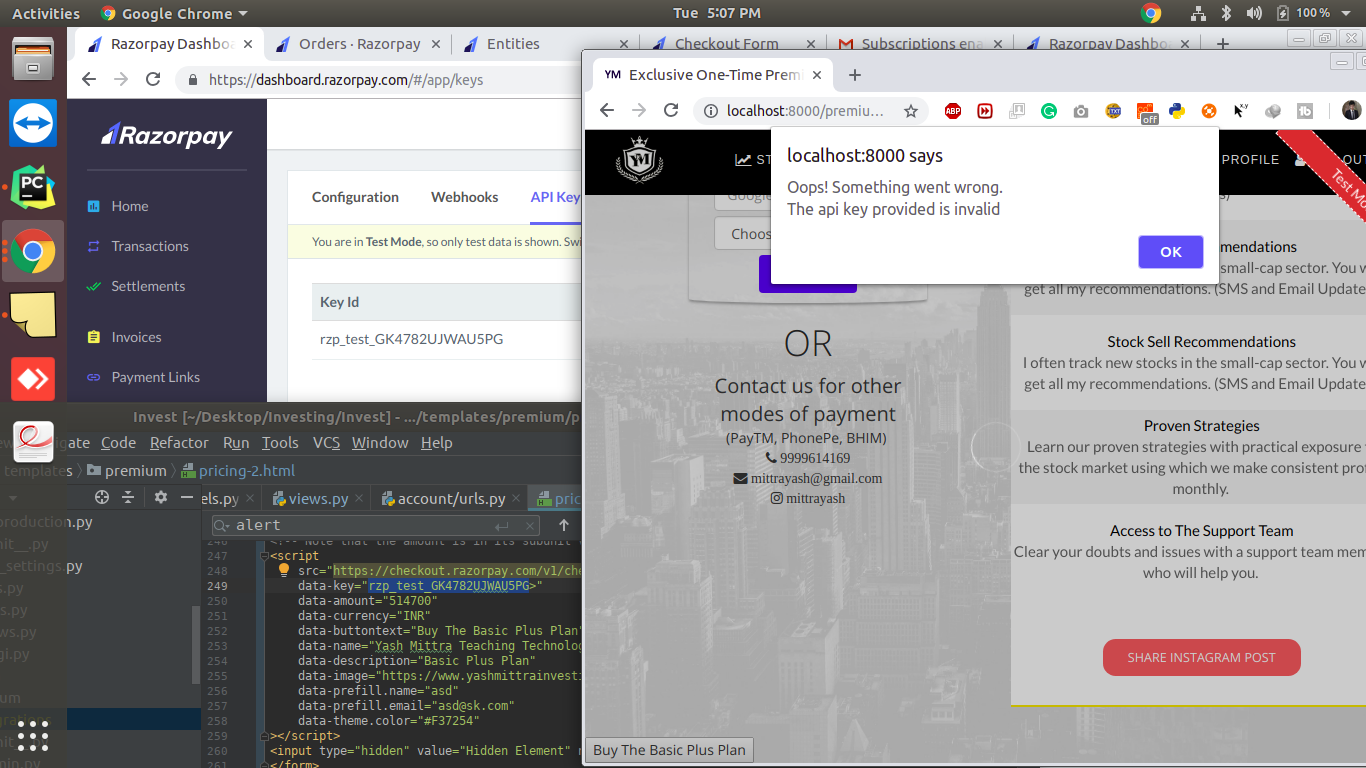 Activities
Google Chrome
Tue 5:07 PM
100 %
Razorpay Dashbo
Orders · Razorpay
Entities
Checkout Form
Subscriptions ena
Razorpay Dashb
https://dashboard.razorpay.com/#/app/keys
Razorpay
Home
Transactions
Settlements
Invoices
Payment Links
Configuration
Webhooks
API Key
You are in Test Mode, so only test data is shown. Swi
Key Id
rzp_test_GK4782UJWAU5PG
YM Exclusive One-Time Prem
localhost:8000/premiu...
ABP
off
PROFILE
OUT
YM
ST
Test Mo
localhost:8000 says
Oops! Something went wrong.
The api key provided is invalid
OK
Google
Choos
OR
Contact us for other
modes of payment
(PayTM, PhonePe, BHIM)
9999614169
mittrayash@gmail.com
mittrayash
mmendations
small-cap sector. You w
get all my recommendations. (SMS and Email Update
Stock Sell Recommendations
I often track new stocks in the small-cap sector. You w
get all my recommendations. (SMS and Email Update
Proven Strategies
Learn our proven strategies with practical exposure
the stock market using which we make consistent prof
monthly.
Access to The Support Team
Clear your doubts and issues with a support team mem
who will help you.
SHARE INSTAGRAM POST
Buy The Basic Plus Plan
Invest [~/Desktop/Investing/Invest] - .../templates/premium/p
igate Code Refactor Run Tools VCS Window Help
templates
premium
pricing-2.html
els.py
views.py
account/urls.py
pric
PC
alert
roduction.py
nit__.py
_settings.py
s.py
ws.py
gi.py
um
247 <script
248 src="https://checkout.razorpay.com/v1/che
249 data-key="rzp_test_GK4782UJWAU5PG>"
250 data-amount="514700"
251 data-currency="INR"
252 data-buttontext="Buy The Basic Plus Plan"
253 data-name="Yash Mittra Teaching Technolog
254 data-description="Basic Plus Plan"
255 data-image="https://www.yashmittrainvesti
256 data-prefill.name="asd"
257 data-prefill.email="asd@sk.com"
258 data-theme.color="#F37254"
259 ></script>
260 <input type="hidden" value="Hidden Element" n
261 </form>